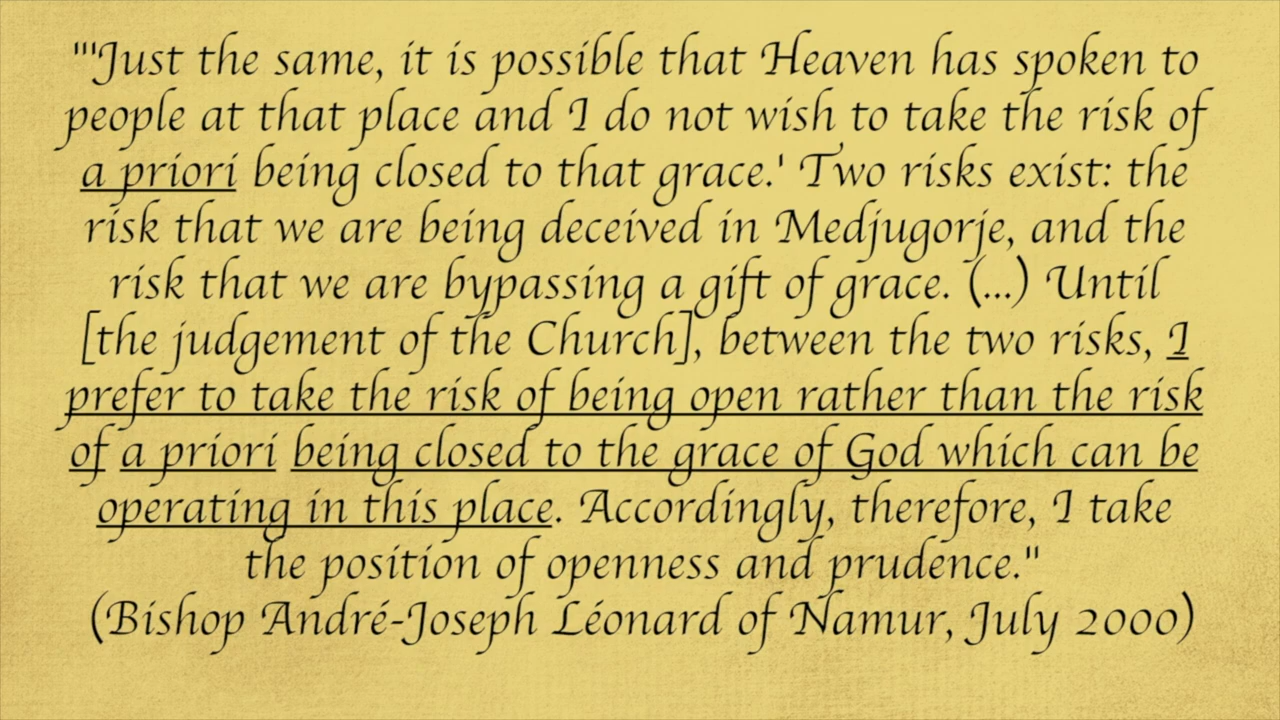 "'Just the same, it is possible that Heaven has spoken to
people at that place and I do not wish to take the risk of
a priori being closed to that grace.' Two risks exist: the
risk that we are being deceived in Medjugorje, and the
risk that we are bypassing a gift of grace. (...) Until
[the judgement of the Church], between the two risks, I
prefer to take the risk of being open rather than the risk
of a priori being closed to the grace of God which can be
operating in this place. Accordingly, therefore, I take
the position of openness and prudence."
(Bishop André-Joseph Léonard of Namur, July 2000)